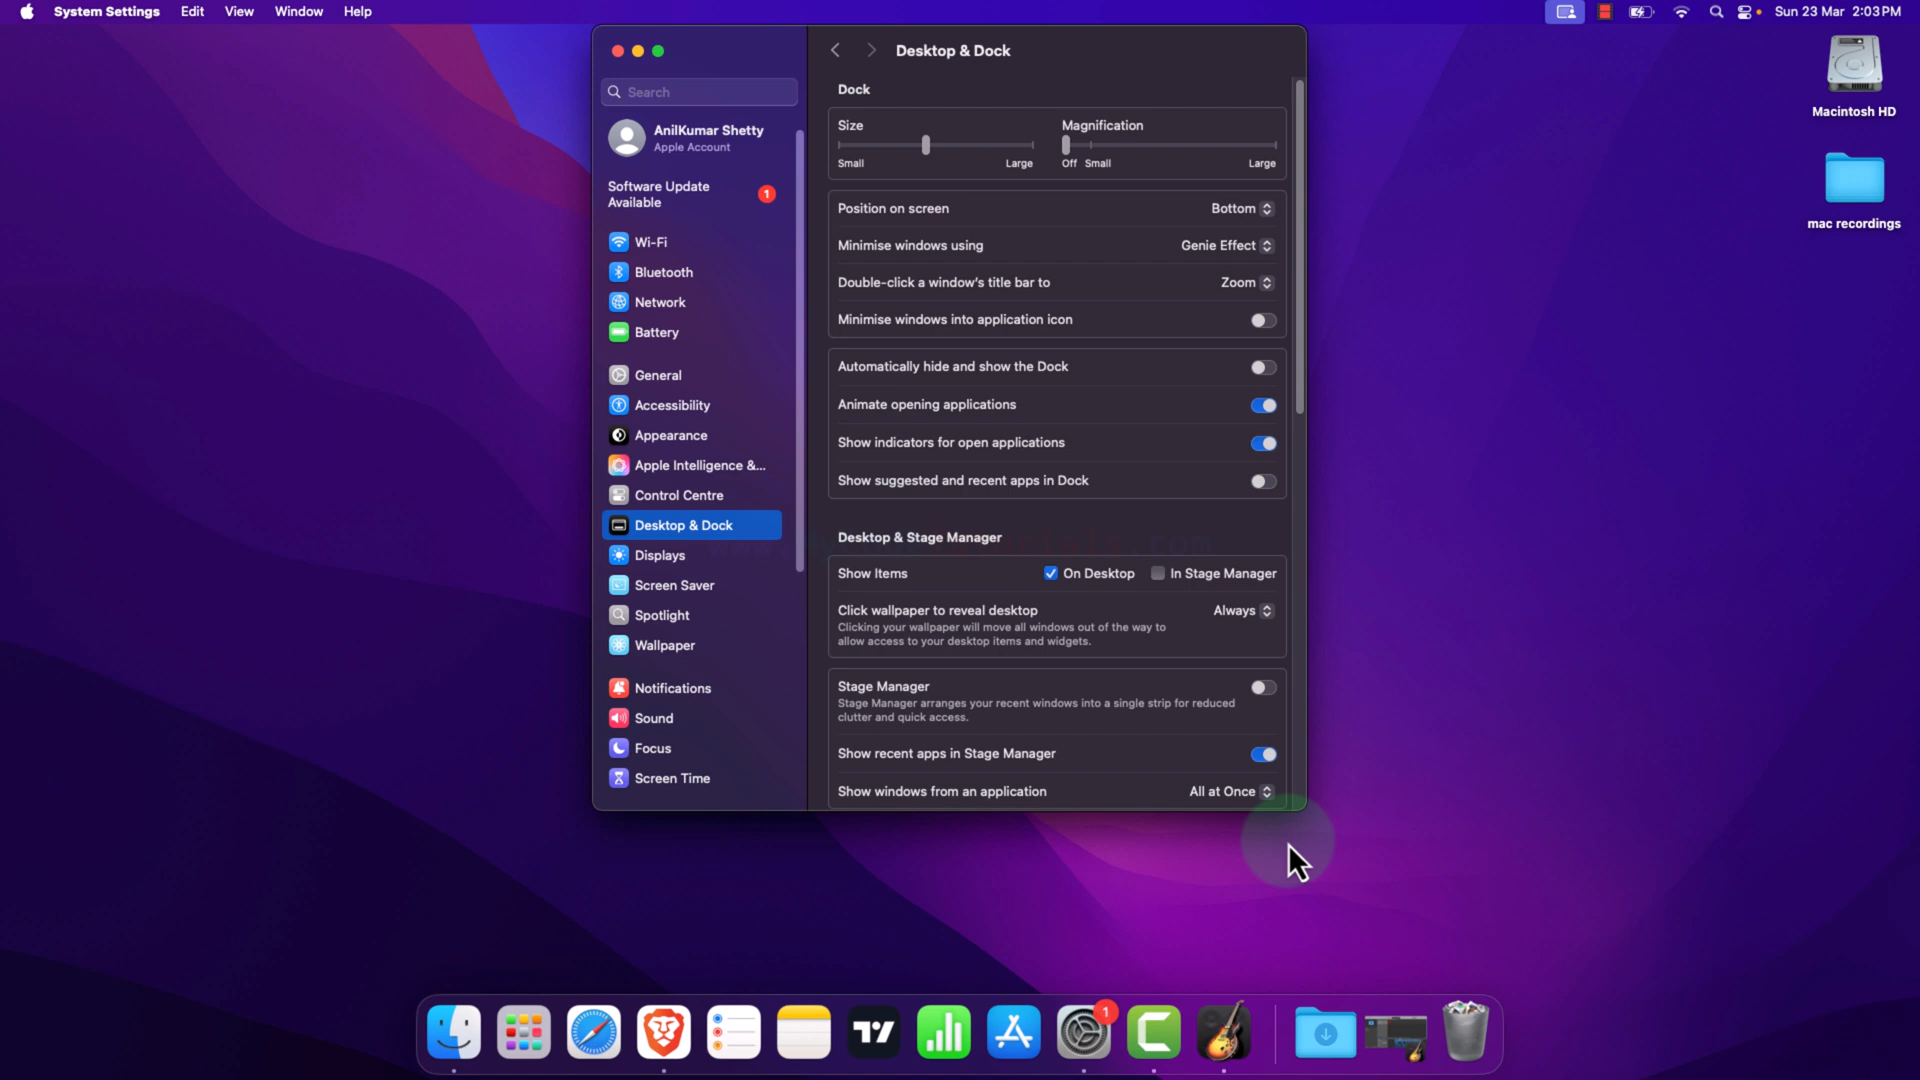 System Settings Edit View Window Help
Sun 23 Mar 2:03 PM
Macintosh HD
mac recordings
Search
AnilKumar Shetty
Apple Account
Software Update
Available
1
Wi-Fi
Bluetooth
Network
Battery
General
Accessibility
Appearance
Apple Intelligence &...
Control Centre
Desktop & Dock
Displays
Screen Saver
Spotlight
Wallpaper
Notifications
Sound
Focus
Screen Time
Desktop & Dock
Dock
Size Magnification
Small Large Off Small Large
Position on screen Bottom
Minimise windows using Genie Effect
Double-click a window's title bar to Zoom
Minimise windows into application icon
Automatically hide and show the Dock
Animate opening applications
Show indicators for open applications
Show suggested and recent apps in Dock
Desktop & Stage Manager
Show Items On Desktop In Stage Manager
Click wallpaper to reveal desktop Always
Clicking your wallpaper will move all windows out of the way to
allow access to your desktop items and widgets.
Stage Manager
Stage Manager arranges your recent windows into a single strip for reduced
clutter and quick access.
Show recent apps in Stage Manager
Show windows from an application All at Once
1